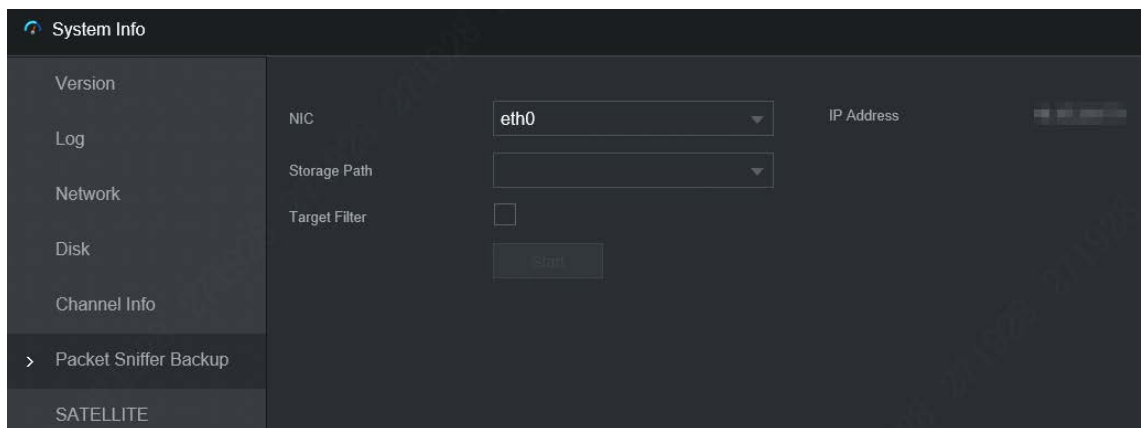 System Info
Version
Log
Network
Disk
Channel Info
Packet Sniffer Backup
SATELLITE
NIC
eth0
IP Address
Storage Path
Target Filter
Start